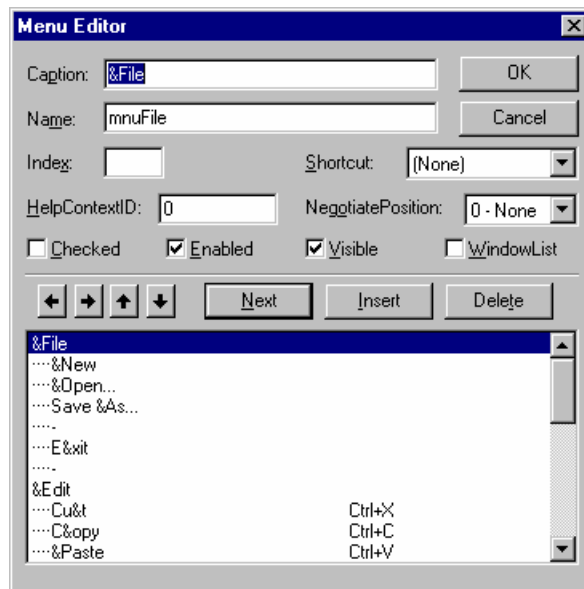 Menu Editor
Caption: &File OK
Name: mnuFile Cancel
Index: Shortcut: (None)
HelpContextID: 0 NegotiatePosition: 0 - None
Checked Enabled Visible WindowList
Next Insert Delete
&File
····&New
····&Open...
····Save &As...
····-
····E&xit
····-
&Edit
····Cu&t Ctrl+X
····C&opy Ctrl+C
····&Paste Ctrl+V